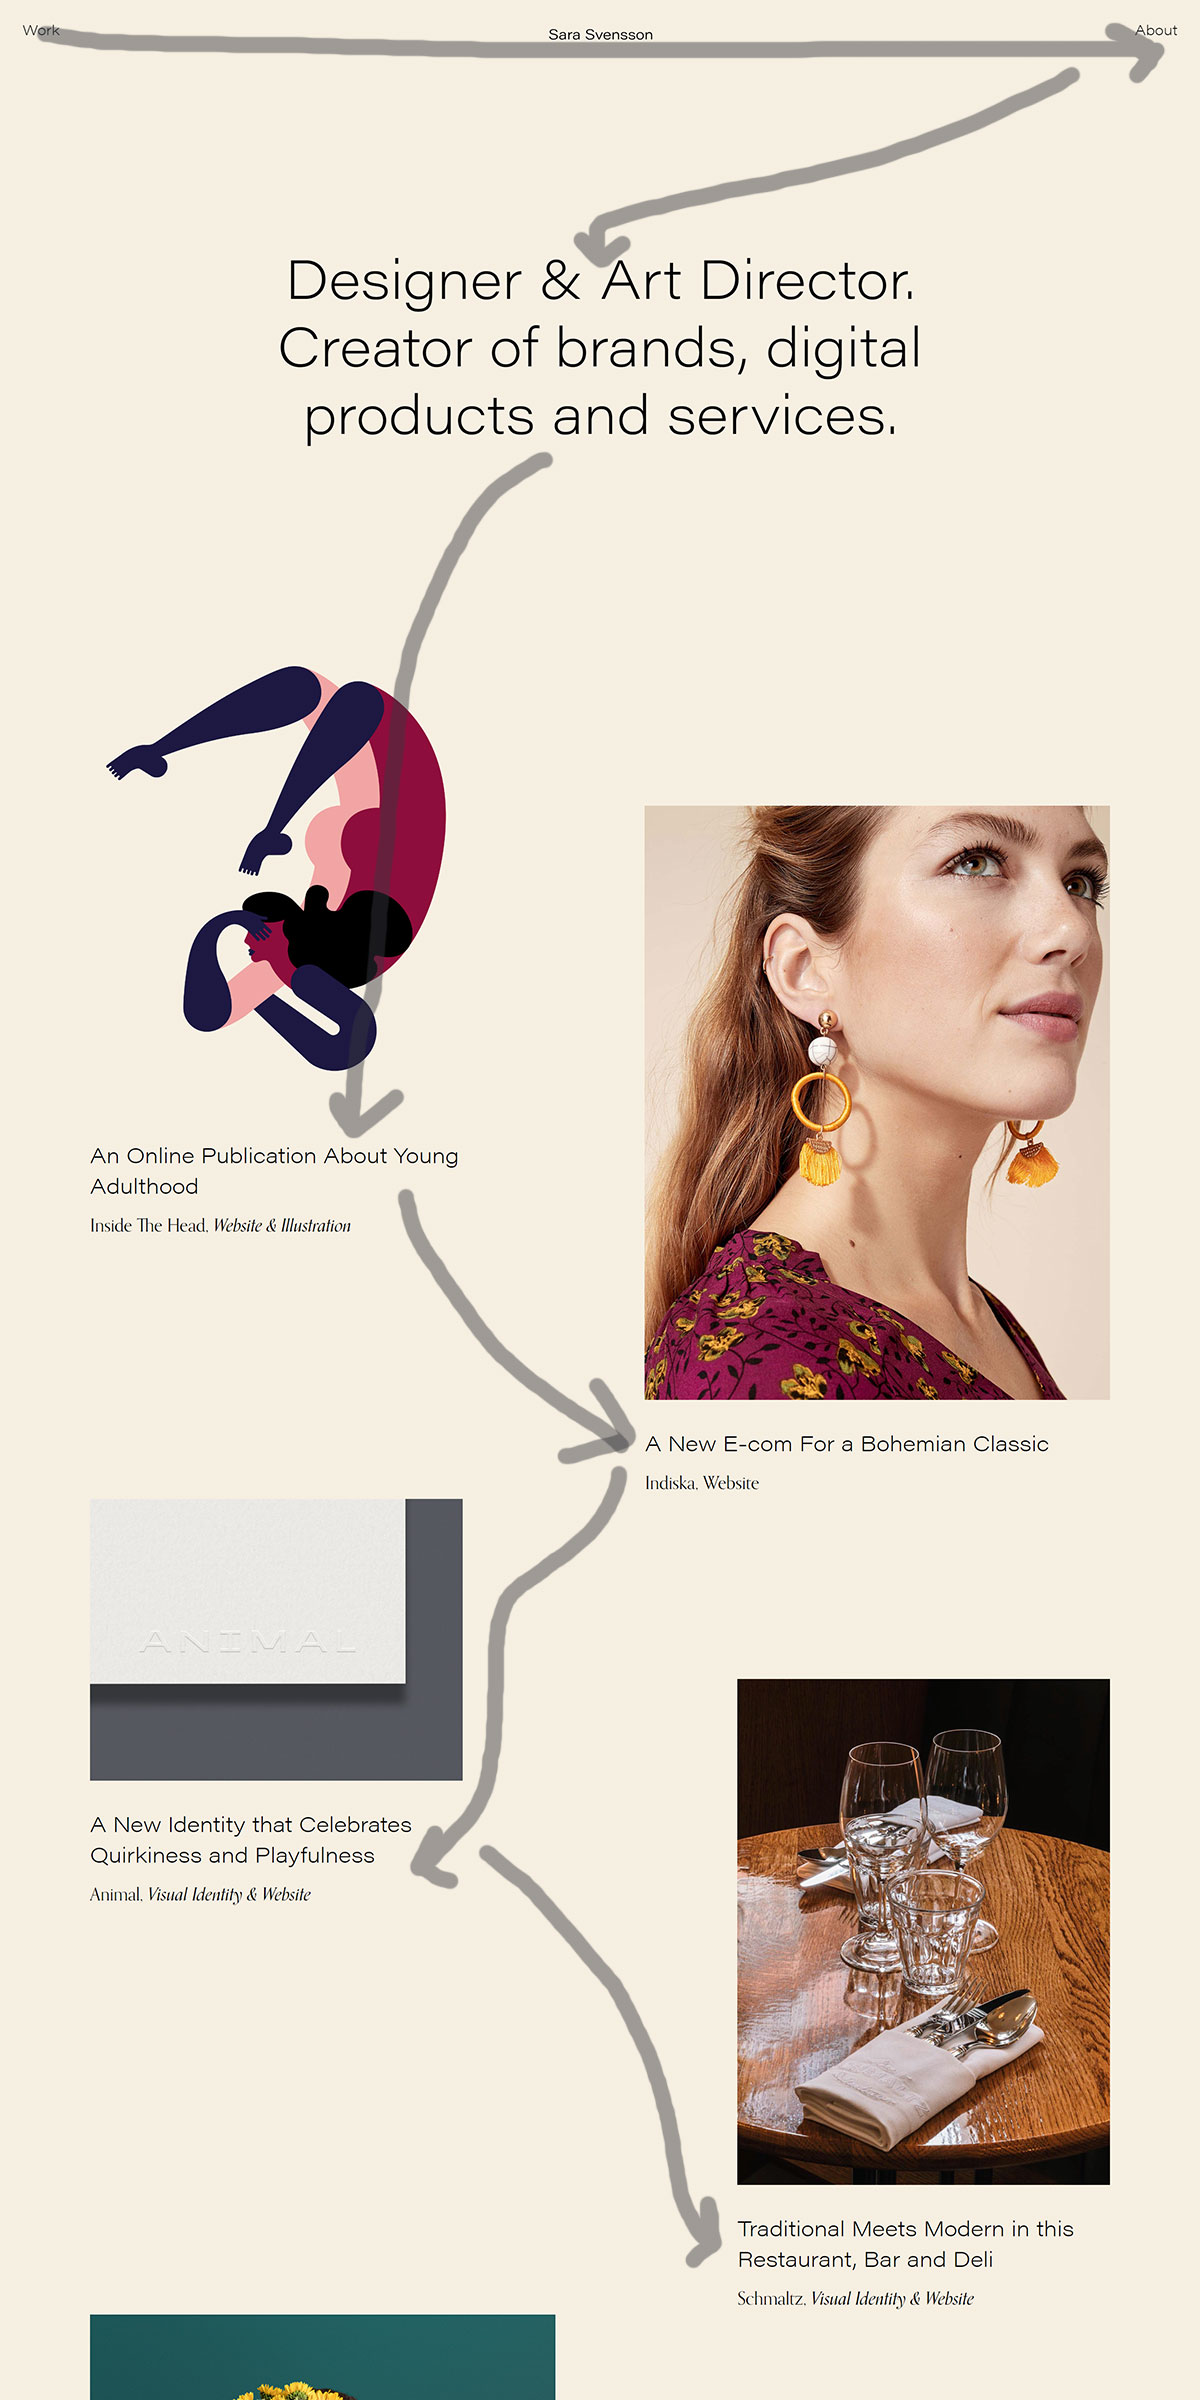 Work
Sara Svensson
About
Designer & Art Director.
Creator of brands, digital
products and services.
An Online Publication About Young
Adulthood
Inside The Head, Website & Illustration
A New E-com For a Bohemian Classic
Indiska, Website
ANIMAL
A New Identity that Celebrates
Quirkiness and Playfulness
Animal, Visual Identity & Website
Traditional Meets Modern in this
Restaurant, Bar and Deli
Schmaltz, Visual Identity & Website